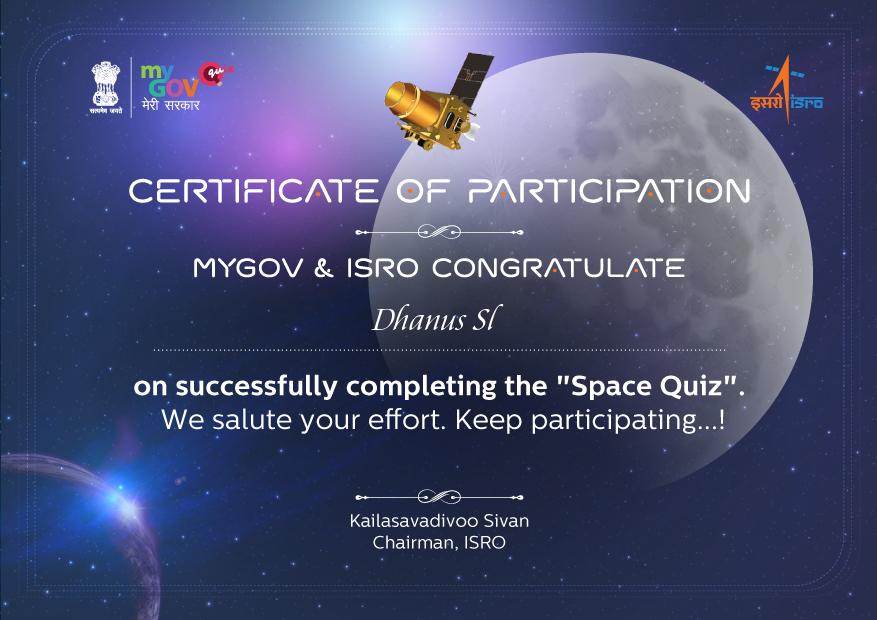 सत्यमेव जयते
my
GOV
मेरी सरकार
इसरो isro
CERTIFICATE OF PARTICIPATION
MYGOV & ISRO CONGRATULATE
Dhanus Sl
on successfully completing the "Space Quiz".
We salute your effort. Keep participating...!
Kailasavadivoo Sivan
Chairman, ISRO